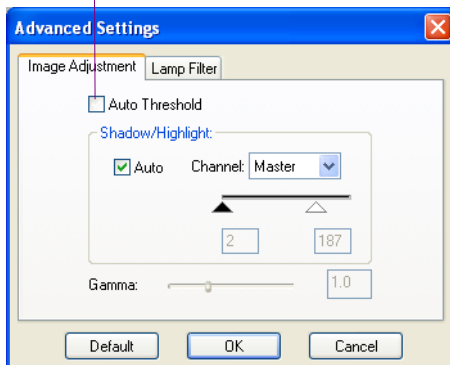 Advanced Settings
Image Adjustment Lamp Filter
Auto Threshold
Shadow/Highlight:
Auto Channel: Master
2 187
Gamma: 1.0
Default OK Cancel